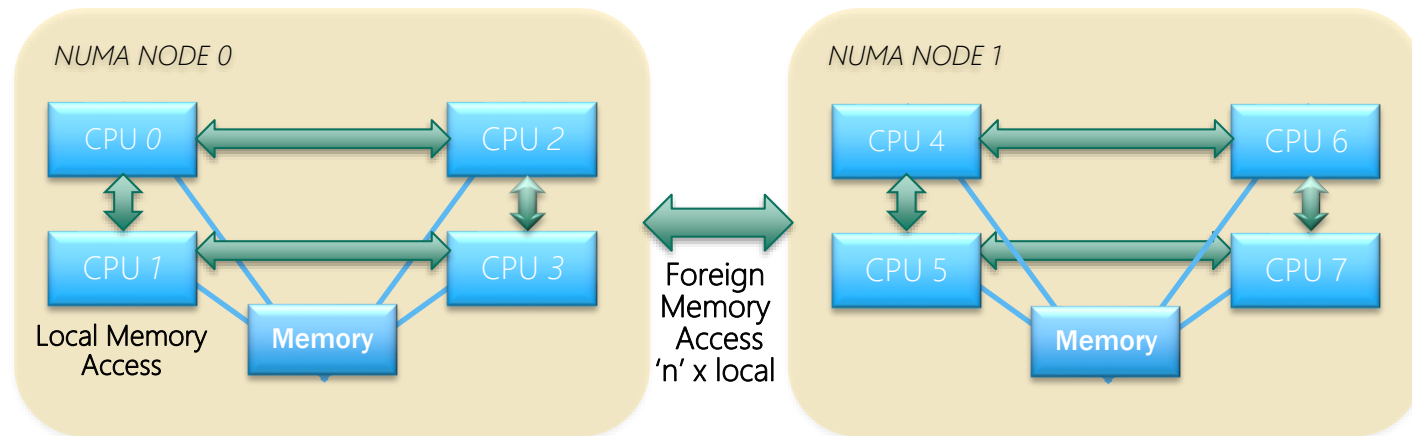 NUMA NODE 0
CPU 0
CPU 2
CPU 1
CPU 3
Memory
Local Memory
Access
Foreign
Memory
Access
‘n’ x local
NUMA NODE 1
CPU 4
CPU 6
CPU 5
CPU 7
Memory